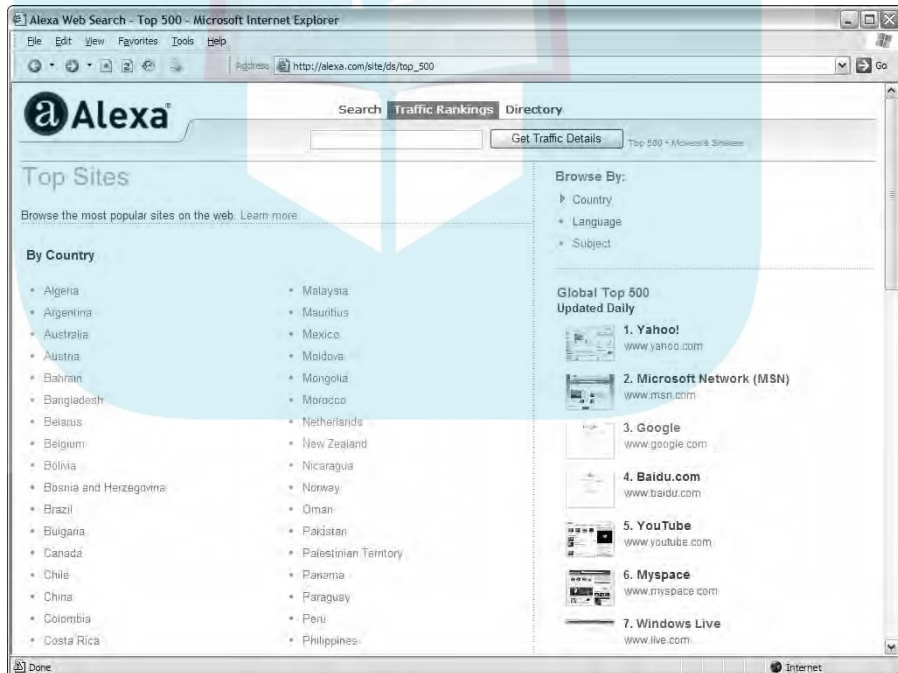 Alexa Web Search - Top 500 - Microsoft Internet Explorer
File Edit View Favorites Tools Help
Address http://alexa.com/site/ds/top_500 Go
Alexa
Search Traffic Rankings Directory
Get Traffic Details Top 500 • Movers & Shakers
Top Sites
Browse the most popular sites on the web. Learn more
By Country
Algeria
Argentina
Australia
Austria
Bahrain
Bangladesh
Belarus
Belgium
Bolivia
Bosnia and Herzegovina
Brazil
Bulgaria
Canada
Chile
China
Colombia
Costa Rica
Malaysia
Mauritius
Mexico
Moldova
Mongolia
Morocco
Netherlands
New Zealand
Nicaragua
Norway
Oman
Pakistan
Palestinian Territory
Panama
Paraguay
Peru
Philippines
Browse By:
Country
Language
Subject
Global Top 500
Updated Daily
1. Yahoo!
www.yahoo.com
2. Microsoft Network (MSN)
www.msn.com
3. Google
www.google.com
4. Baidu.com
www.baidu.com
5. YouTube
www.youtube.com
6. Myspace
www.myspace.com
7. Windows Live
www.live.com
Done Internet